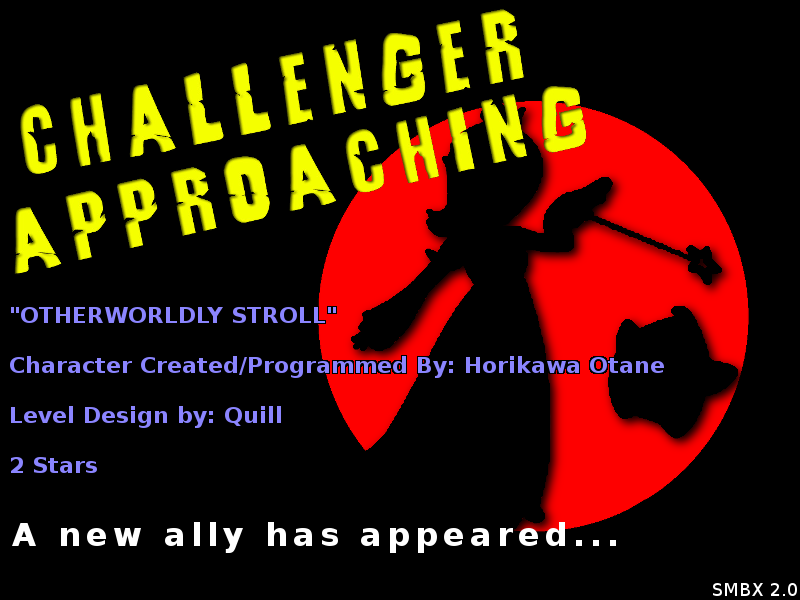 CHALLENGER
APPROACHING
"OTHERWORLDLY STROLL"
Character Created/Programmed By: Horikawa Otane
Level Design by: Quill
2 Stars
A new ally has appeared...
SMBX 2.0